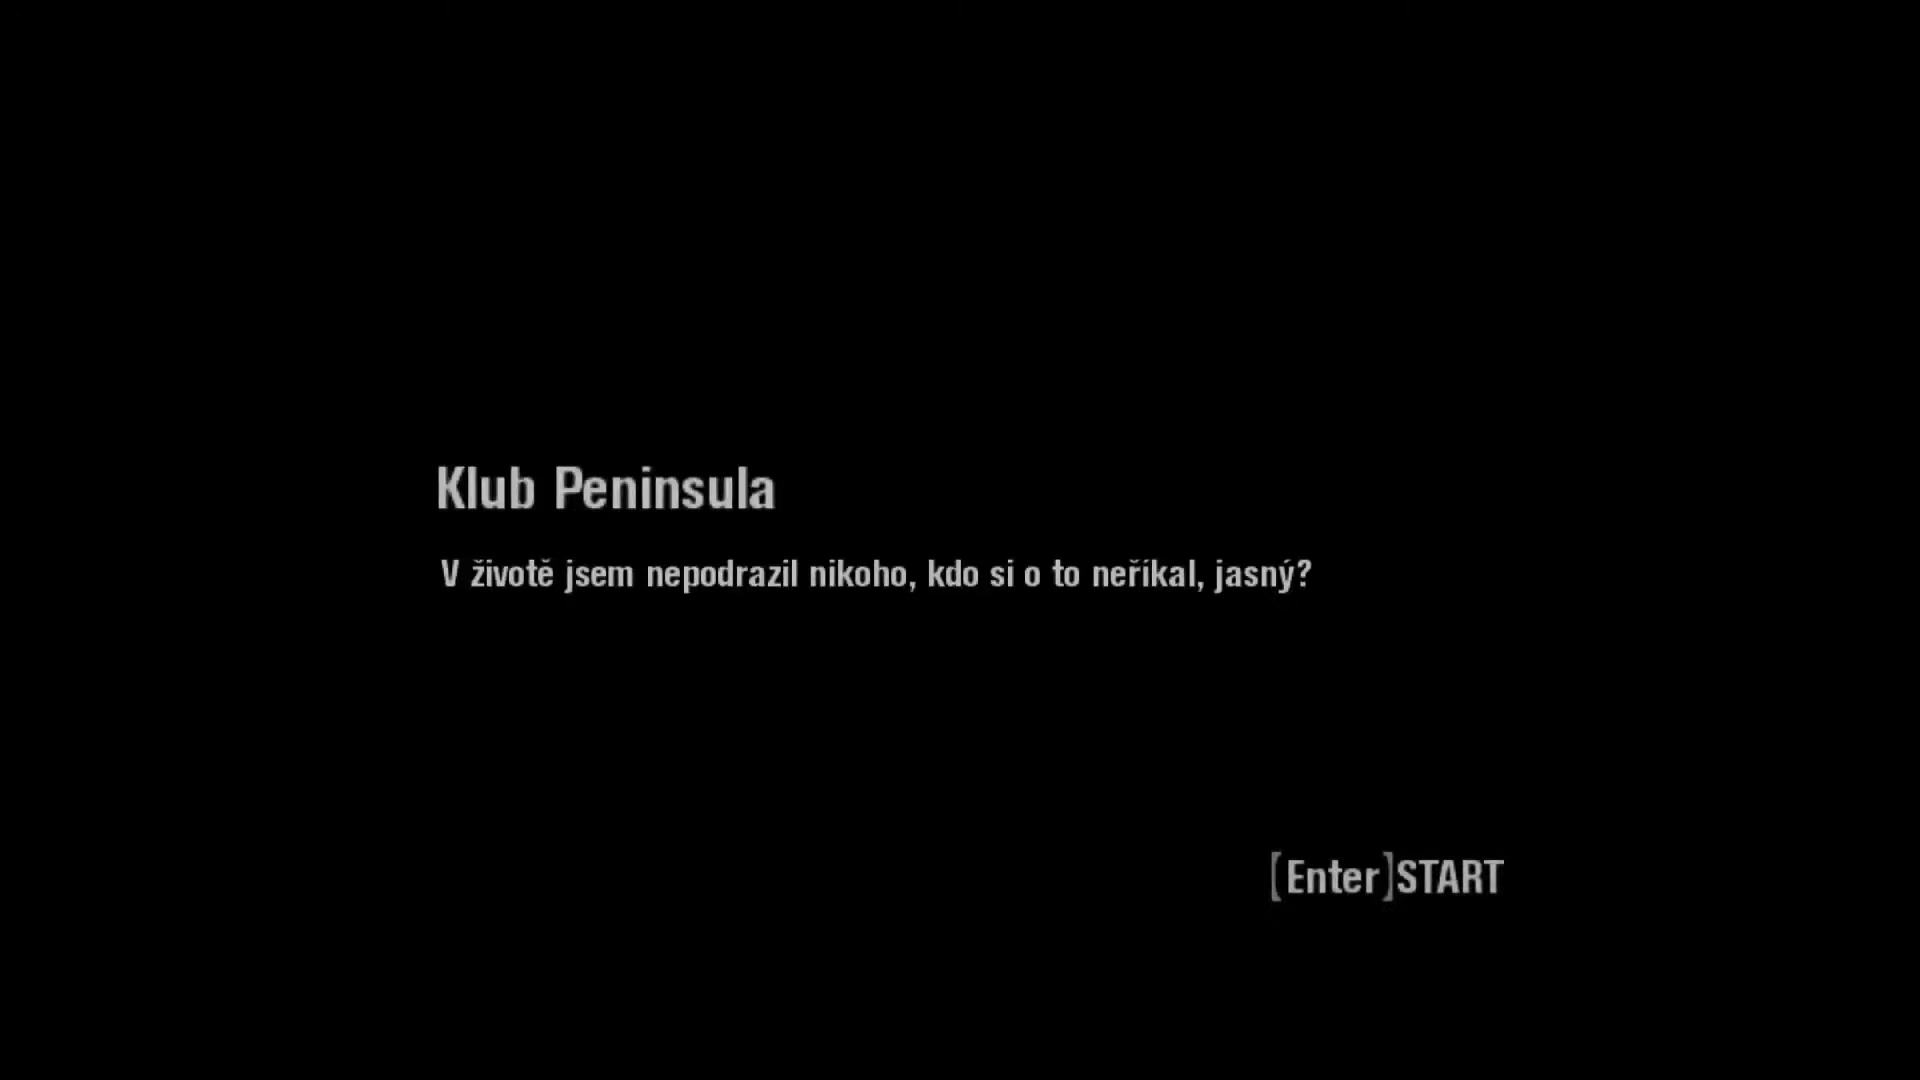 Klub Peninsula
V životě jsem nepodrazil nikoho, kdo si o to neříkal, jasný?
[Enter]START